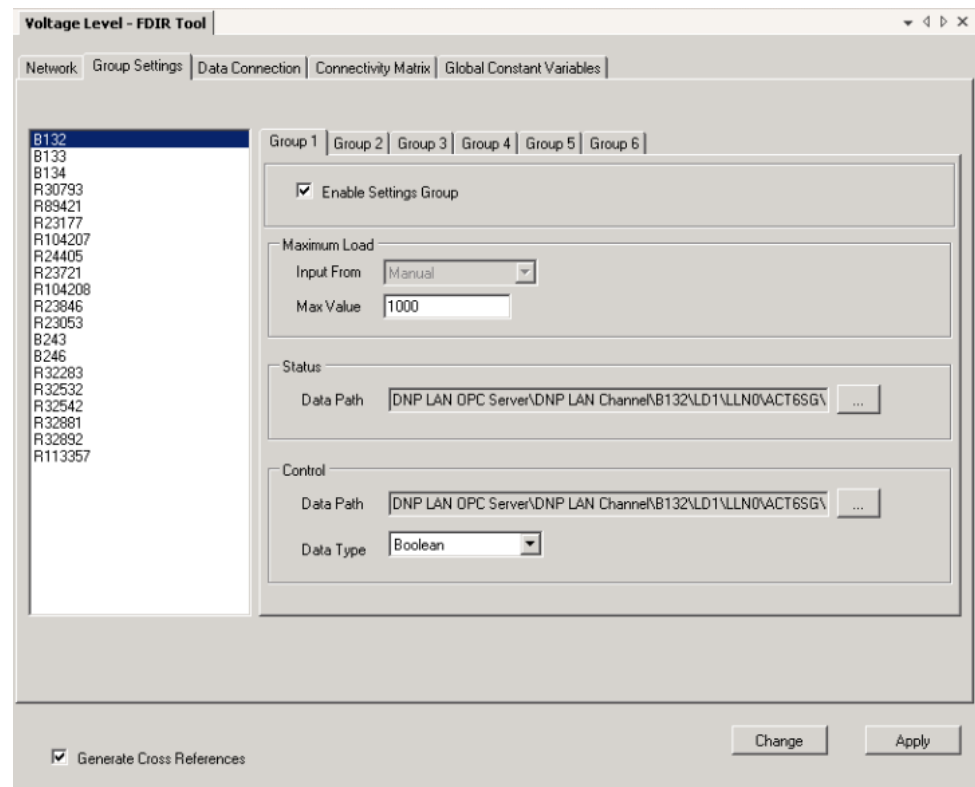 Voltage Level - FDIR Tool
Network Group Settings Data Connection Connectivity Matrix Global Constant Variables
B132
B133
B134
R30793
R89421
R23177
R104207
R24405
R23721
R104208
R23846
R23053
B243
B246
R32283
R32532
R32542
R32881
R32892
R113357
Group 1 Group 2 Group 3 Group 4 Group 5 Group 6
Enable Settings Group
Maximum Load
Input From Manual
Max Value 1000
Status
Data Path DNP LAN OPC Server\DNP LAN Channel\B132\LD1\LLN0\ACT6SG\ ...
Control
Data Path DNP LAN OPC Server\DNP LAN Channel\B132\LD1\LLN0\ACT6SG\ ...
Data Type Boolean
Change Apply
Generate Cross References